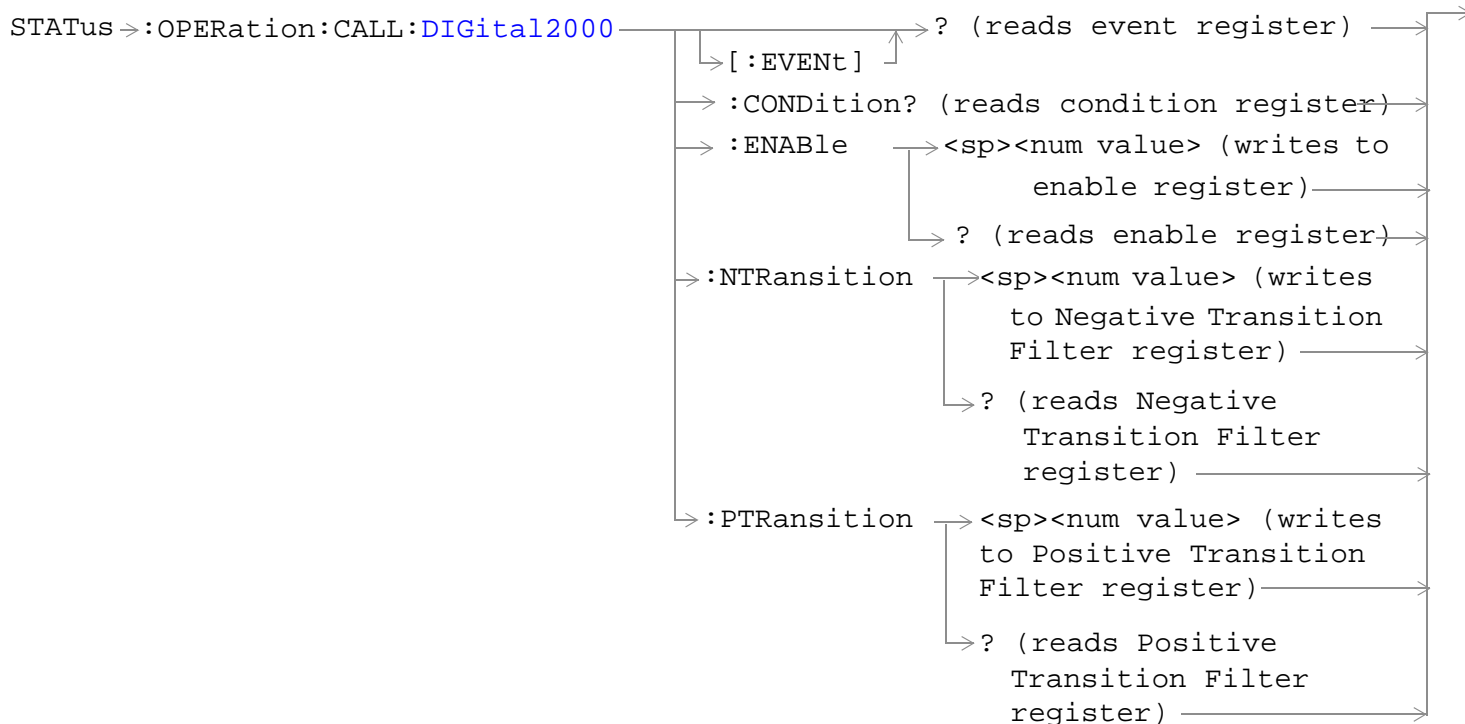 STATus :OPERation:CALL:DIGital2000 ? (reads event register)
[:EVENt]
:CONDition? (reads condition register)
:ENABle <sp><num value> (writes to
enable register)
? (reads enable register)
:NTRansition <sp><num value> (writes
to Negative Transition
Filter register)
? (reads Negative
Transition Filter
register)
:PTRansition <sp><num value> (writes
to Positive Transition
Filter register)
? (reads Positive
Transition Filter
register)